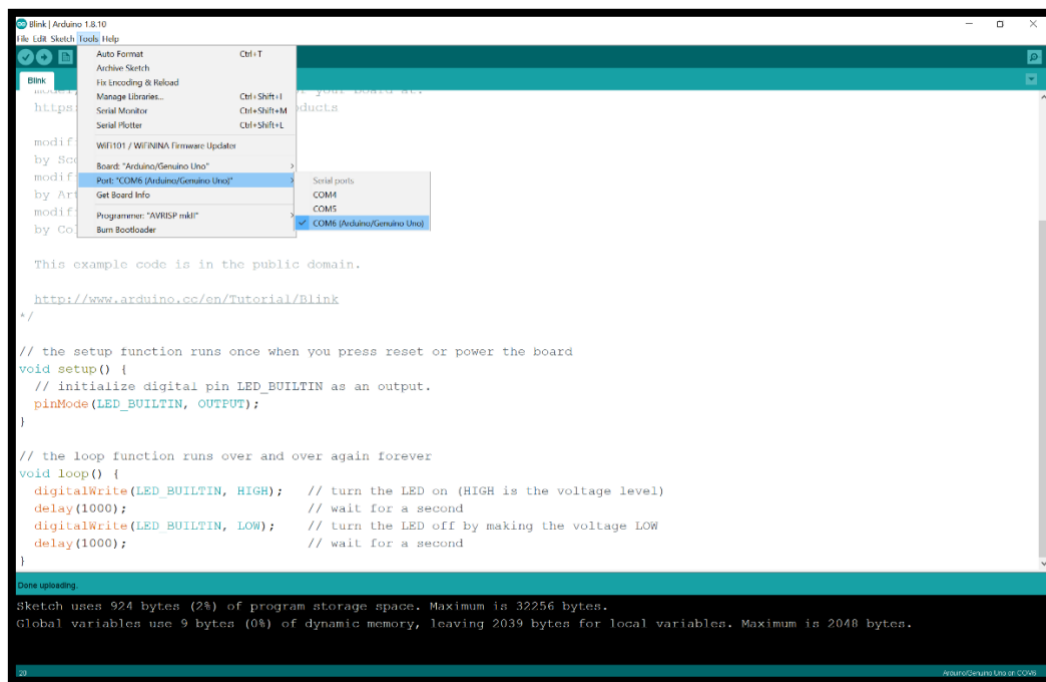 Blink | Arduino 1.8.10
File Edit Sketch Tools Help
Auto Format Ctrl+T
Archive Sketch
Fix Encoding & Reload
Manage Libraries... Ctrl+Shift+I
Serial Monitor Ctrl+Shift+M
Serial Plotter Ctrl+Shift+L
WiFi101 / WiFiNINA Firmware Updater
Board: "Arduino/Genuino Uno"
Port: "COM6 (Arduino/Genuino Uno)"
Get Board Info
Programmer: "AVRISP mkII"
Burn Bootloader
Serial ports
COM4
COM5
COM6 (Arduino/Genuino Uno)
Blink
your board at:
https: ducts
modif
by Sco
modif
by Art
modif
by Co
This example code is in the public domain.
http://www.arduino.cc/en/Tutorial/Blink
*/
// the setup function runs once when you press reset or power the board
void setup() {
// initialize digital pin LED_BUILTIN as an output.
pinMode(LED_BUILTIN, OUTPUT);
}
// the loop function runs over and over again forever
void loop() {
digitalWrite(LED_BUILTIN, HIGH); // turn the LED on (HIGH is the voltage level)
delay(1000); // wait for a second
digitalWrite(LED_BUILTIN, LOW); // turn the LED off by making the voltage LOW
delay(1000); // wait for a second
}
Done uploading.
Sketch uses 924 bytes (2%) of program storage space. Maximum is 32256 bytes.
Global variables use 9 bytes (0%) of dynamic memory, leaving 2039 bytes for local variables. Maximum is 2048 bytes.
20 Arduino/Genuino Uno on COM6